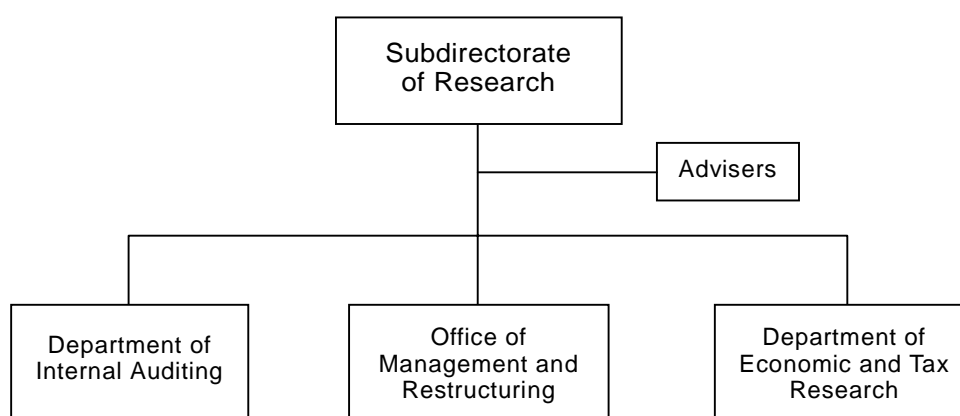 Subdirectorate
of Research
Advisers
Department of
Internal Auditing
Office of
Management and
Restructuring
Department of
Economic and Tax
Research